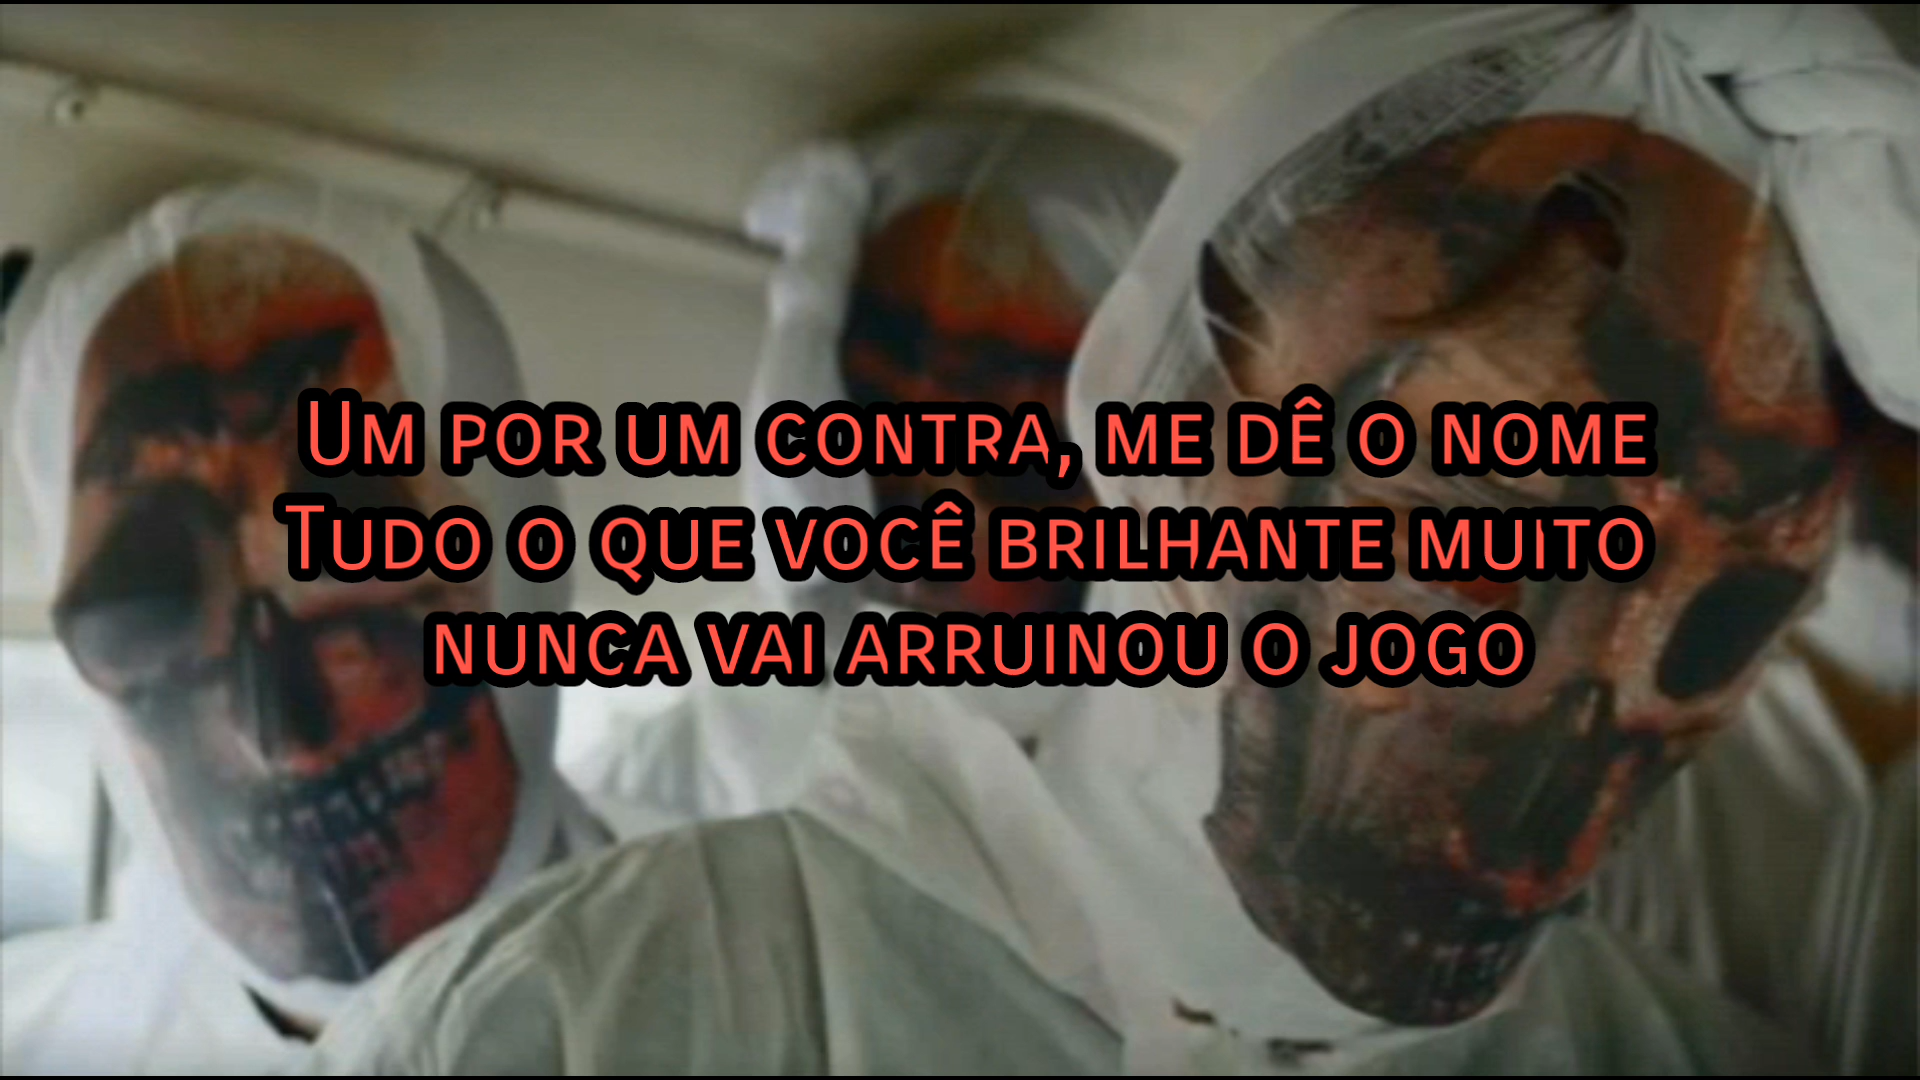 Um por um contra, me dê o nome
Tudo o que você brilhante muito
nunca vai arruinou o jogo